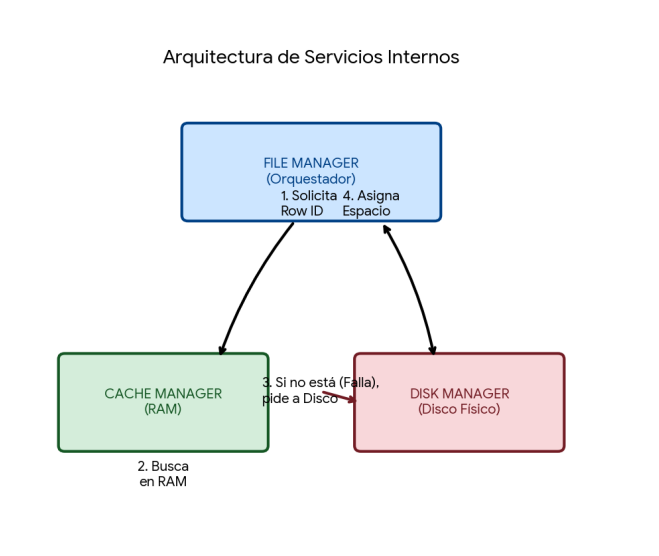 Arquitectura de Servicios Internos
FILE MANAGER
(Orquestador)
1. Solicita
Row ID
4. Asigna
Espacio
CACHE MANAGER
(RAM)
3. Si no está (Falla),
pide a Disco
DISK MANAGER
(Disco Físico)
2. Busca
en RAM